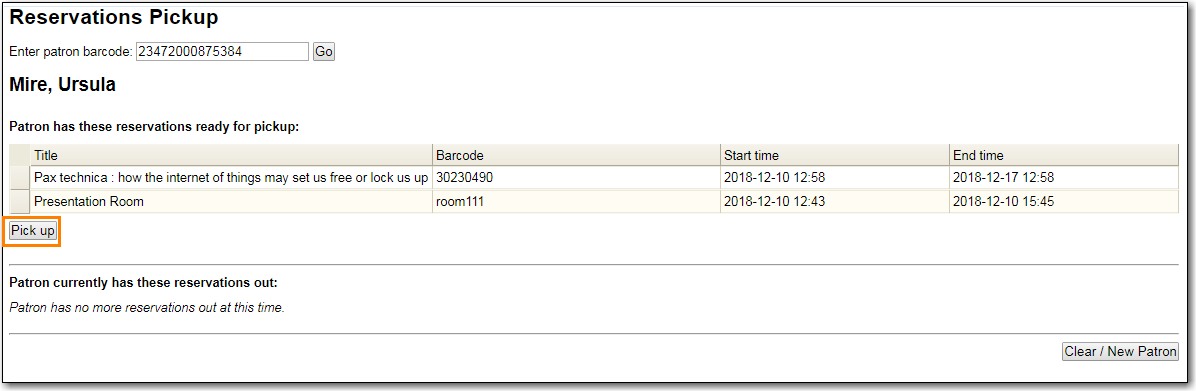 Reservations Pickup
Enter patron barcode: 23472000875384 Go
Mire, Ursula
Patron has these reservations ready for pickup:
Title Barcode Start time End time
Pax technica : how the internet of things may set us free or lock us up 30230490 2018-12-10 12:58 2018-12-17 12:58
Presentation Room room111 2018-12-10 12:43 2018-12-10 15:45
Pick up
Patron currently has these reservations out:
Patron has no more reservations out at this time.
Clear / New Patron